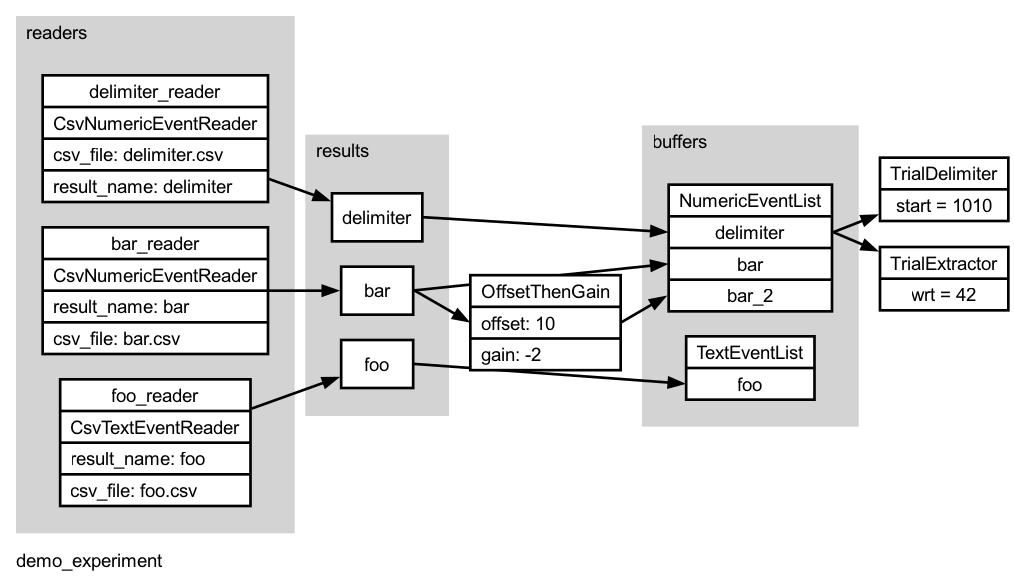 readers
delimiter_reader
CsvNumericEventReader
csv_file: delimiter.csv
result_name: delimiter
bar_reader
CsvNumericEventReader
result_name: bar
csv_file: bar.csv
foo_reader
CsvTextEventReader
result_name: foo
csv_file: foo.csv
results
delimiter
bar
foo
OffsetThenGain
offset: 10
gain: -2
buffers
NumericEventList
delimiter
bar
bar_2
TextEventList
foo
TrialDelimiter
start = 1010
TrialExtractor
wrt = 42
demo_experiment